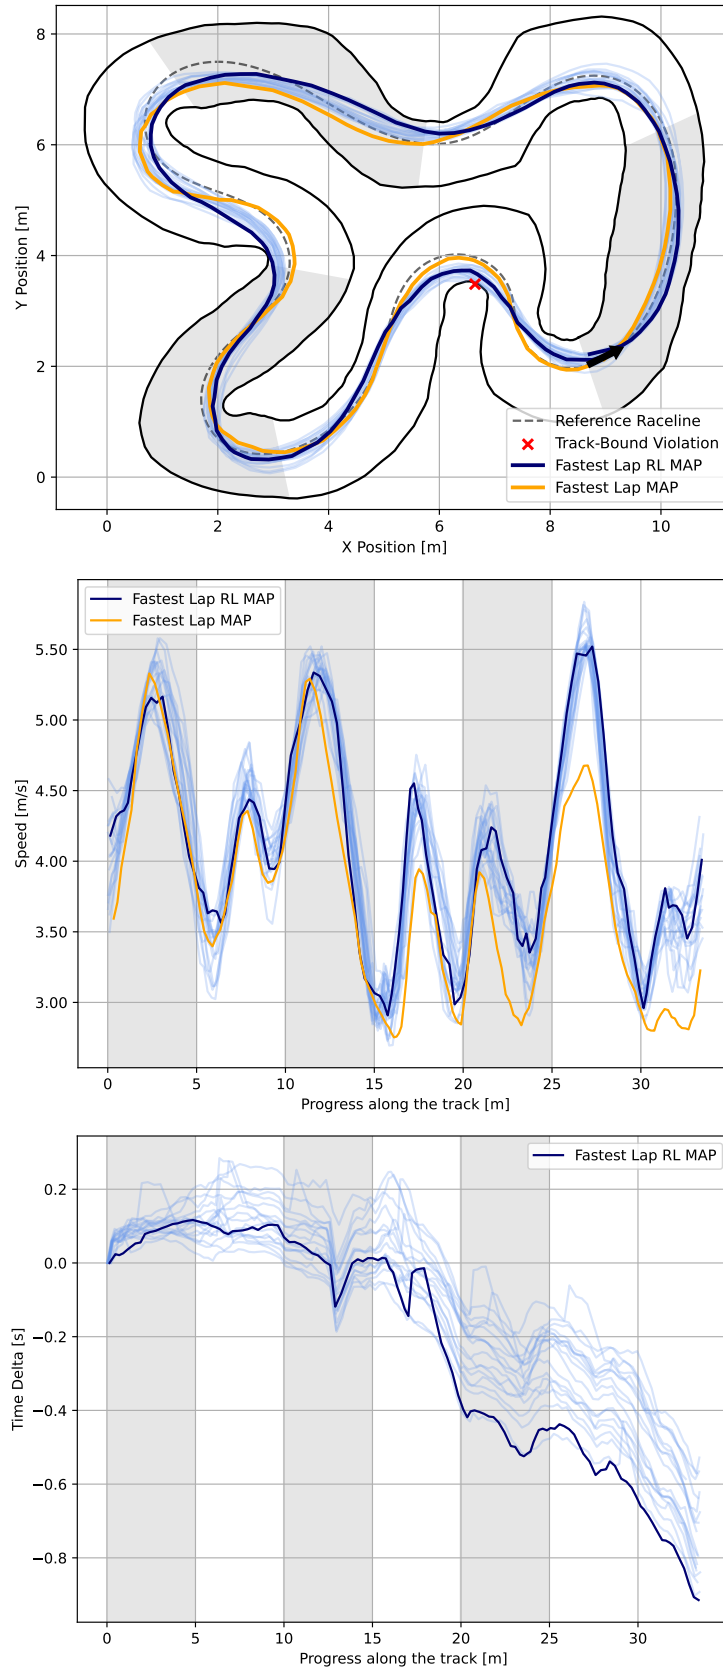 8
6
4
2
0
Y Position [m]
Reference Raceline
Track-Bound Violation
Fastest Lap RL MAP
Fastest Lap MAP
0 2 4 6 8 10
X Position [m]
Fastest Lap RL MAP
Fastest Lap MAP
5.50
5.00
4.50
4.00
3.50
3.00
Speed [m/s]
0 5 10 15 20 25 30
Progress along the track [m]
Fastest Lap RL MAP
0.2
0.0
−0.2
−0.4
−0.6
−0.8
Time Delta [s]
0 5 10 15 20 25 30
Progress along the track [m]